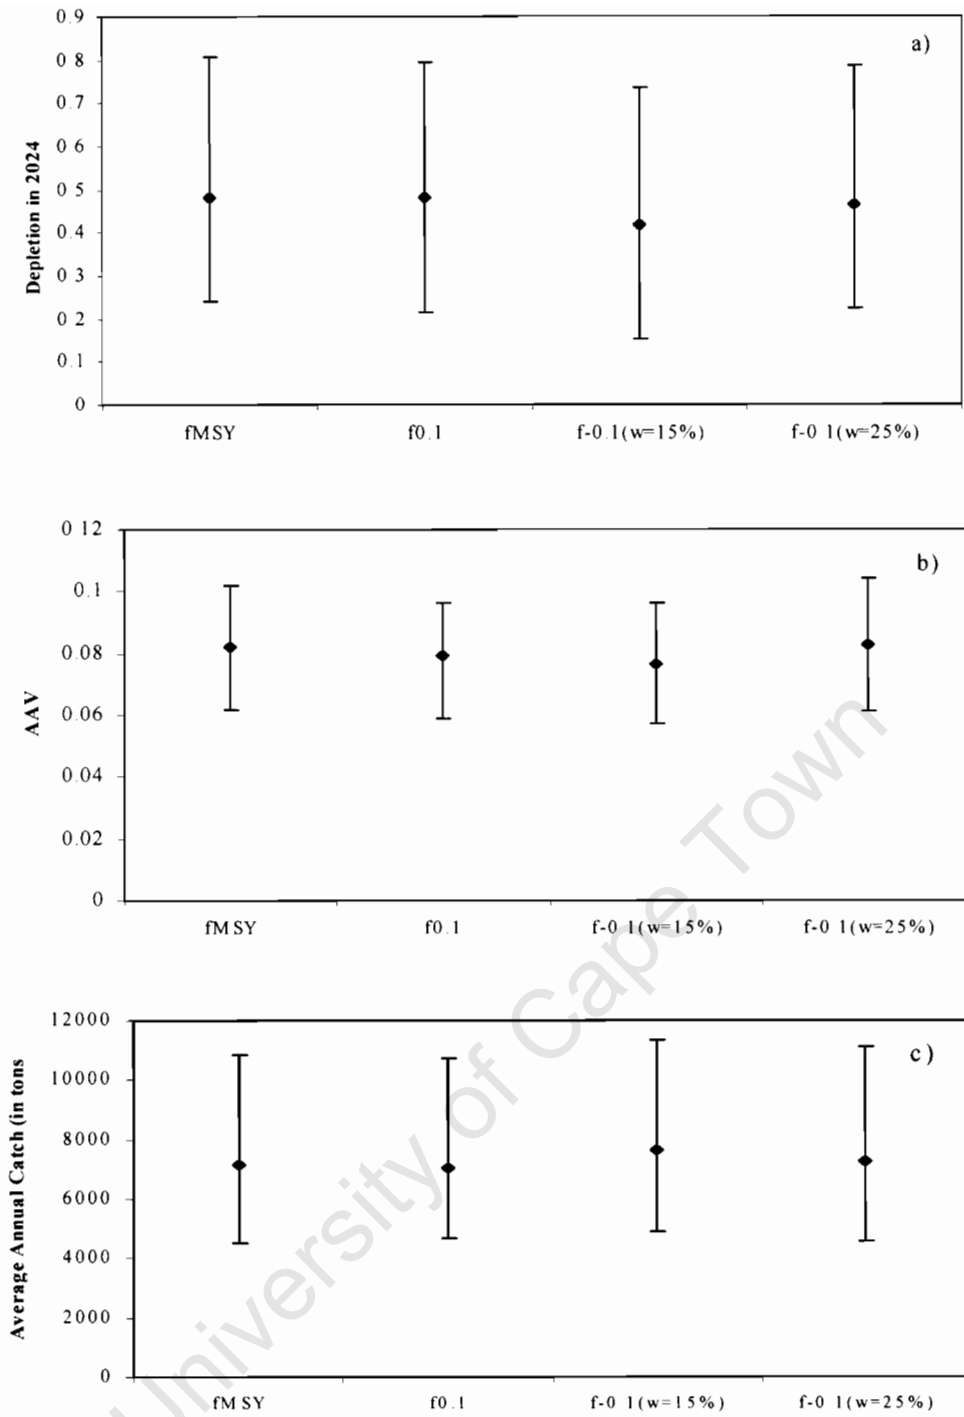 a)
Depletion in 2024
0.9
0 8
0.7
0 6
0 5
0.4
0 3
0 2
0.1
0
fMSY
f0.1
f-0.1(w=15%)
f-0 1(w=25%)
b)
AAV
0 12
0.1
0.08
0.06
0.04
0.02
0
fMSY
f0.1
f-0 1(w=15%)
f-0 1(w=25%)
c)
Average Annual Catch (in tons
12000
10000
8000
6000
4000
2000
0
fMSY
f0.1
f-0 1(w=15%)
f-0 1(w=25%)
University of Cape Town